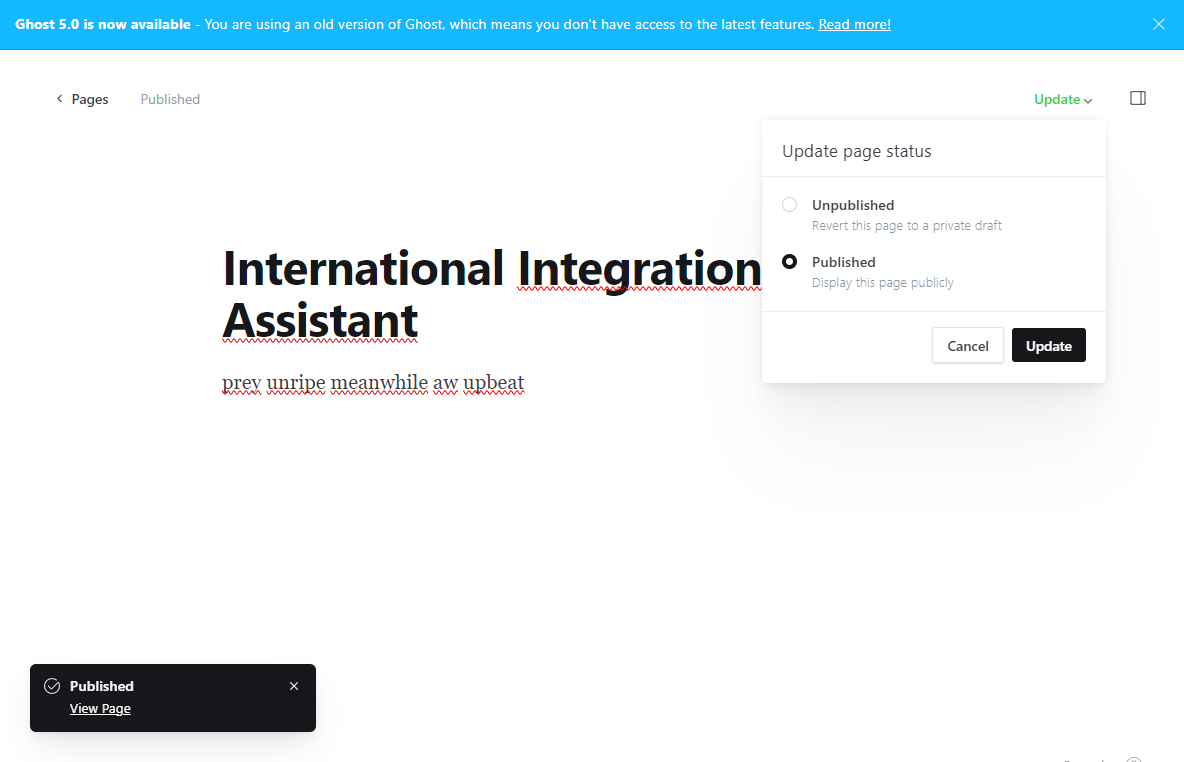 Ghost 5.0 is now available - You are using an old version of Ghost, which means you don't have access to the latest features. Read more!
Pages
Published
Update
Update page status
Unpublished
Revert this page to a private draft
Published
Display this page publicly
Cancel
Update
International Integration
Assistant
prey unripe meanwhile aw upbeat
Published
View Page